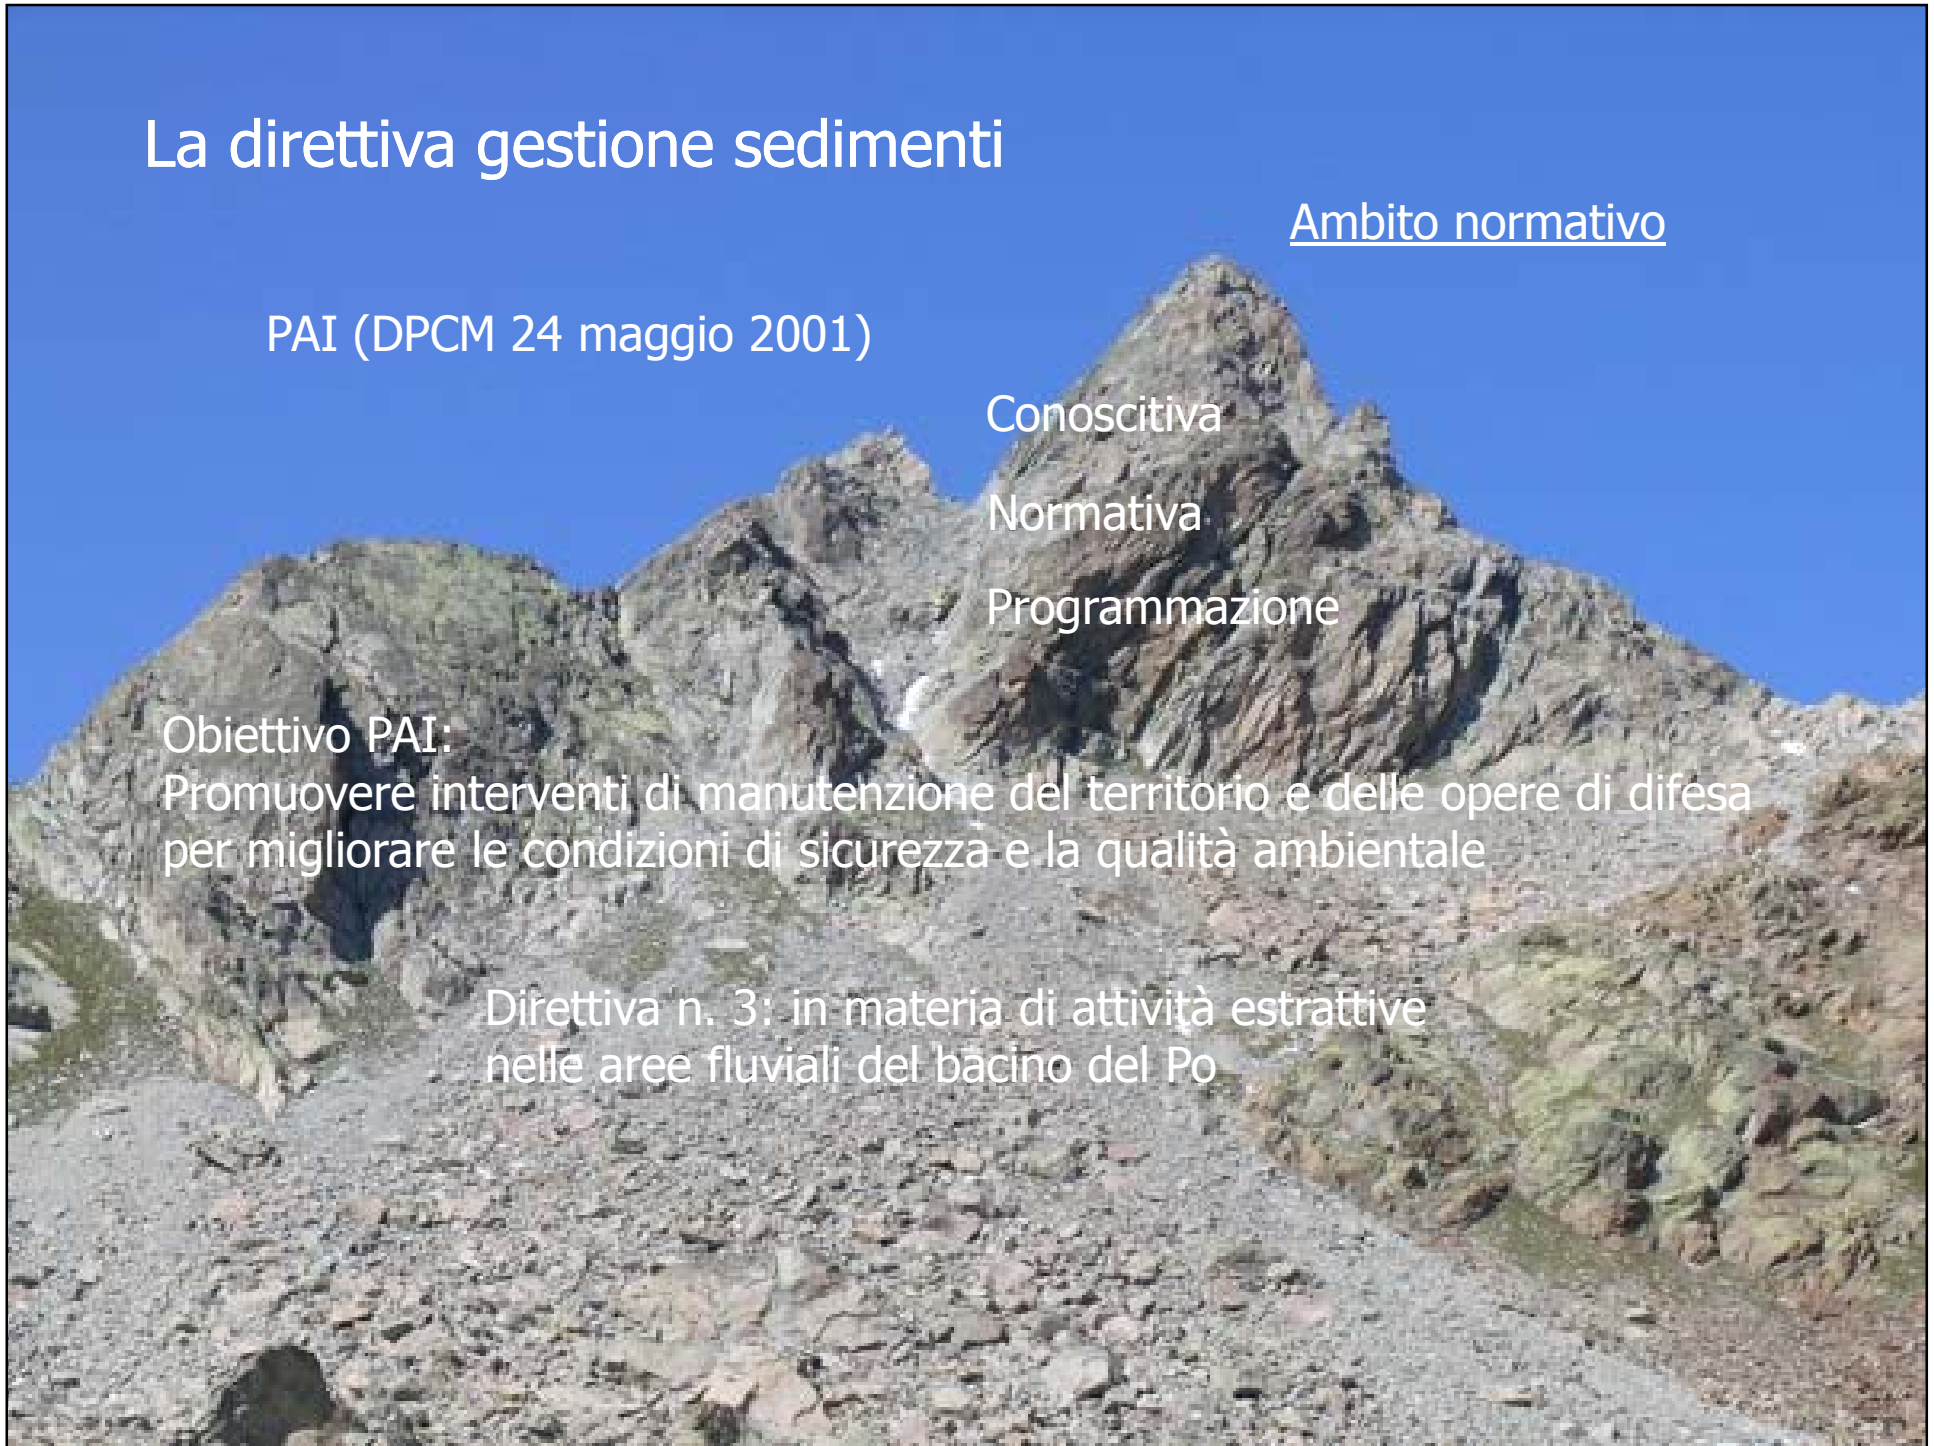 La direttiva gestione sedimenti
Ambito normativo
PAI (DPCM 24 maggio 2001)
Conoscitiva
Normativa
Programmazione
Obiettivo PAI:
Promuovere interventi di manutenzione del territorio e delle opere di difesa
per migliorare le condizioni di sicurezza e la qualità ambientale
Direttiva n. 3: in materia di attività estrattive
nelle aree fluviali del bacino del Po